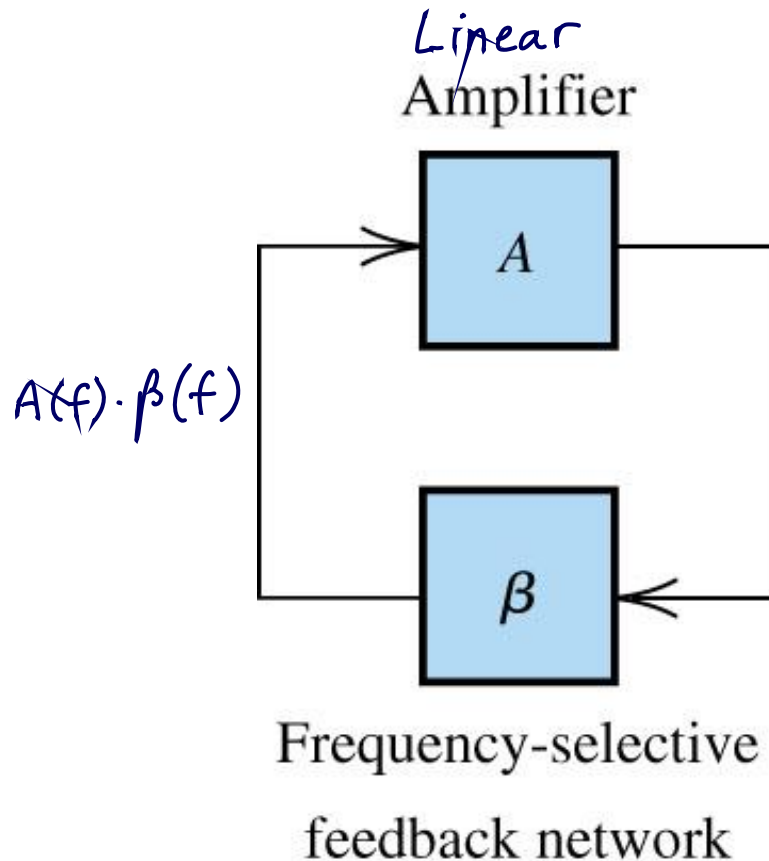 Linear
Amplifier
A
A(f) · β(f)
β
Frequency-selective
feedback network